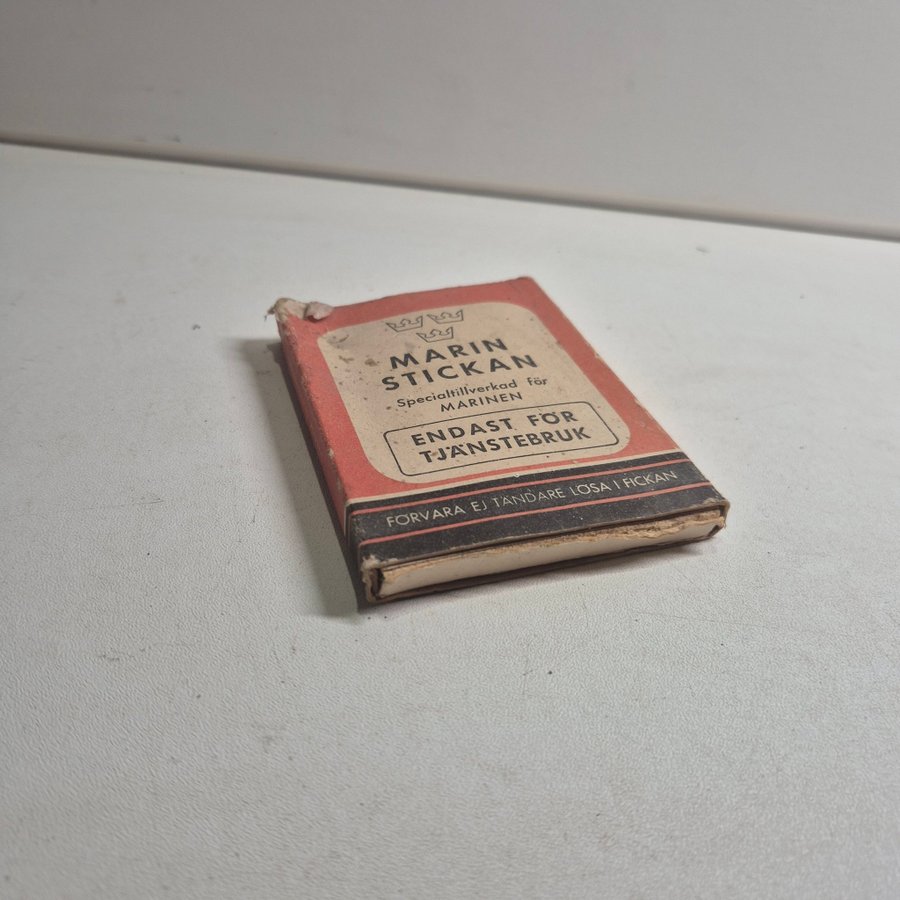 MARIN
STICKAN
Specialtillverkad för
MARINEN
ENDAST FÖR
TJÄNSTEBRUK
FÖRVARA EJ TÄNDARE LÖSA I FICKAN